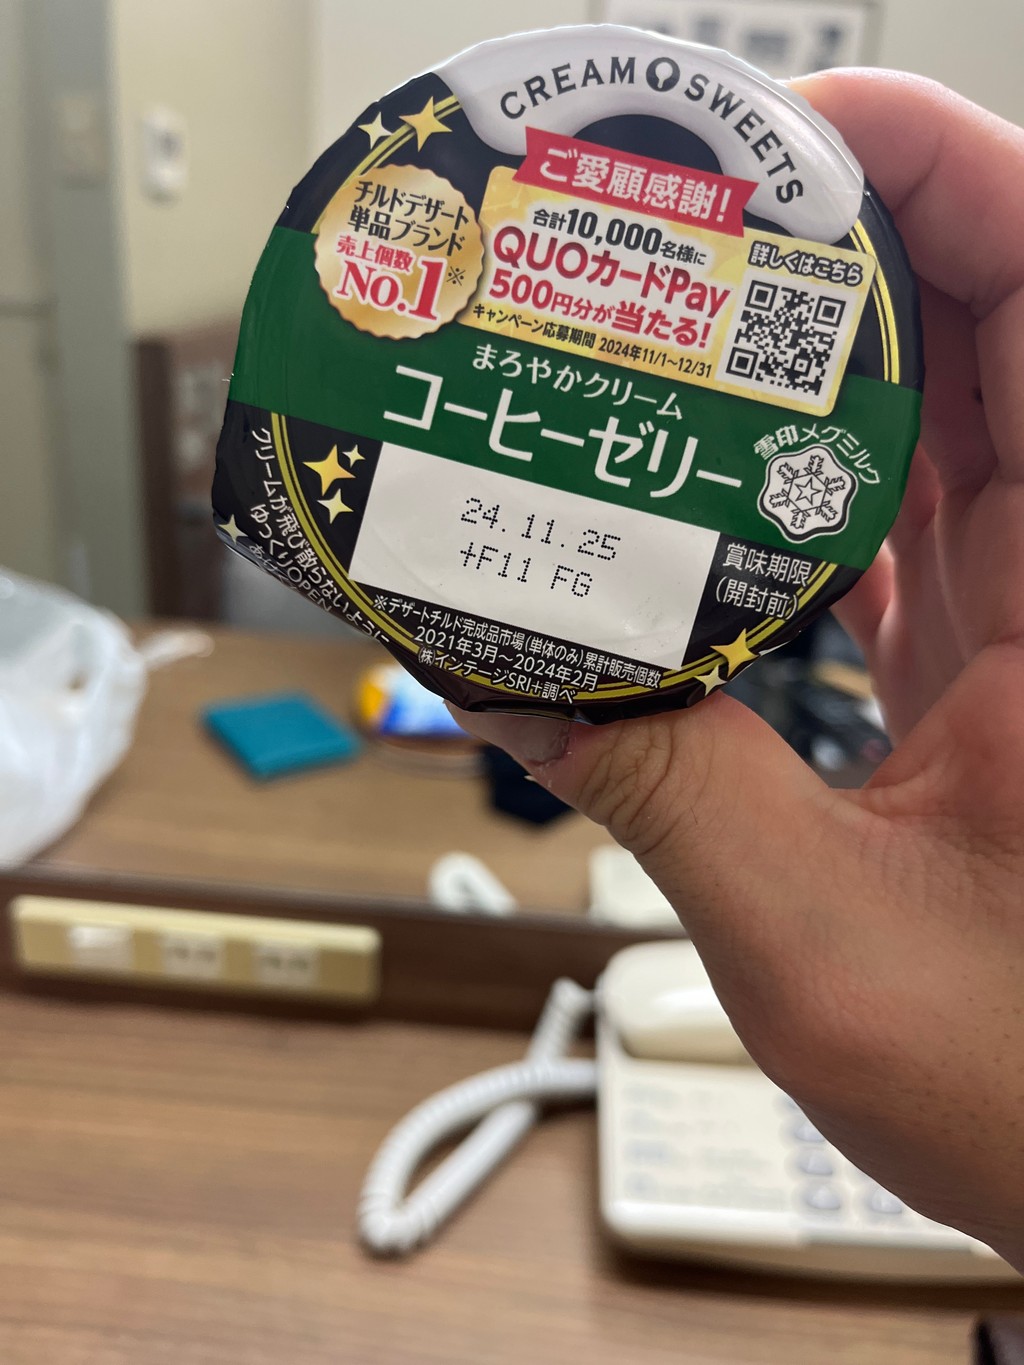 CREAM SWEETS
ご愛顧感謝!
チルドデザート
単品ブランド
売上個数
No.1※
合計10,000名様に
QUOカードPay
500円分が当たる!
キャンペーン応募期間 2024年11/1〜12/31
詳しくはこちら
まろやかクリーム
コーヒーゼリー
雪印メグミルク
24.11.25
+F11 FG
賞味期限
(開封前)
クリームが飛び散らないように
ゆっくりOPEN!
※デザートチルド完成品市場(単体のみ)累計販売個数
2021年3月〜2024年2月
㈱インテージSRI+調べ